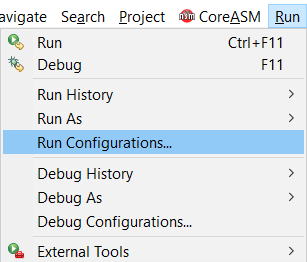 avigate Search Project CoreASM Run
Run Ctrl+F11
Debug F11
Run History
Run As
Run Configurations...
Debug History
Debug As
Debug Configurations...
External Tools